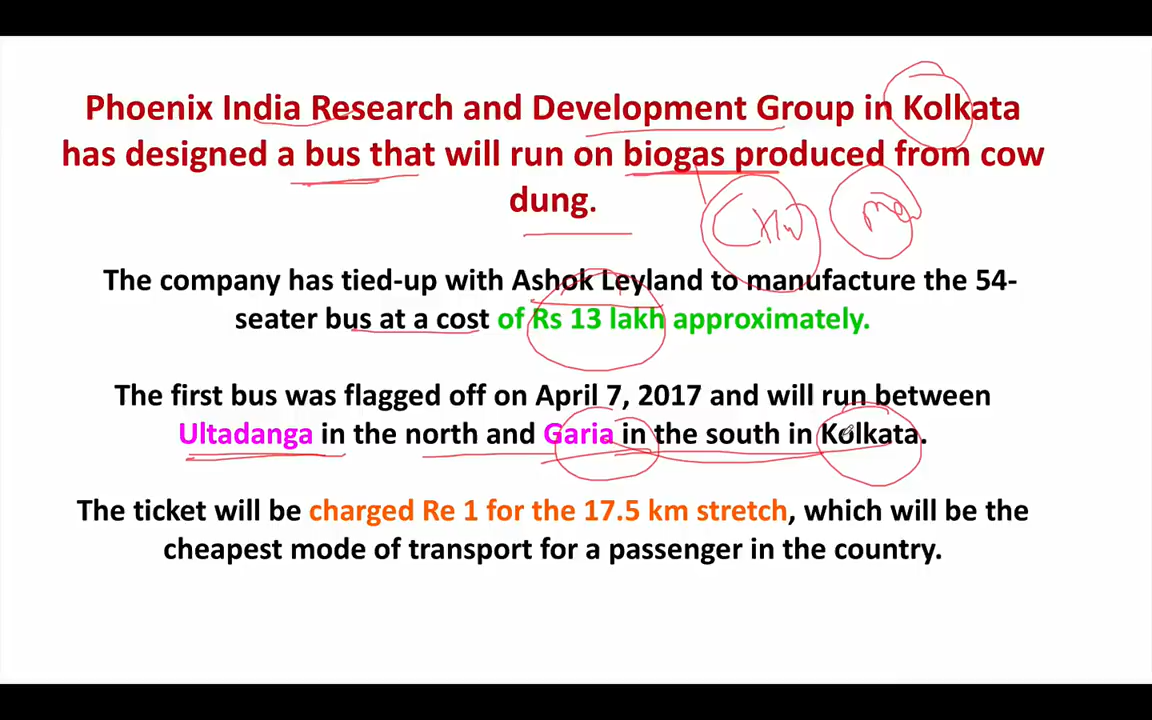 Phoenix India Research and Development Group in Kolkata
has designed a bus that will run on biogas produced from cow
dung.
The company has tied-up with Ashok Leyland to manufacture the 54-
seater bus at a cost of Rs 13 lakh approximately.
The first bus was flagged off on April 7, 2017 and will run between
Ultadanga in the north and Garia in the south in Kolkata.
The ticket will be charged Re 1 for the 17.5 km stretch, which will be the
cheapest mode of transport for a passenger in the country.